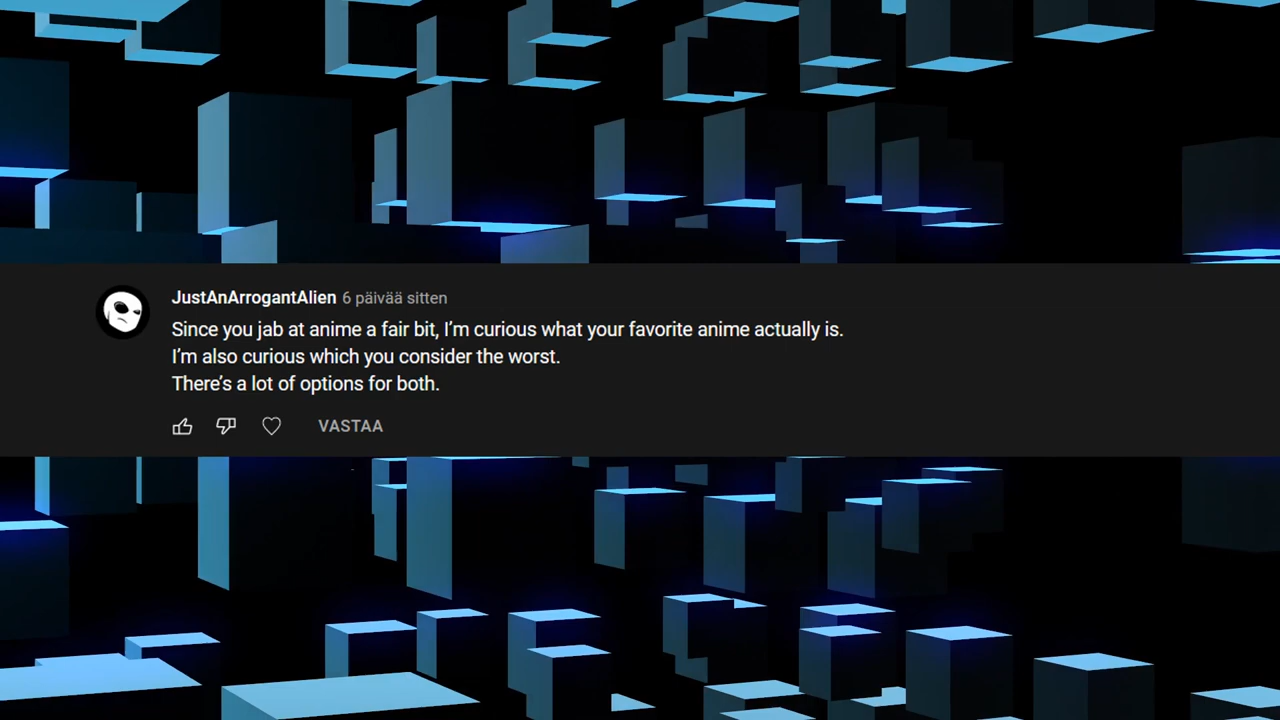 JustAnArrogantAlien 6 päivää sitten
Since you jab at anime a fair bit, I'm curious what your favorite anime actually is.
I'm also curious which you consider the worst.
There's a lot of options for both.
VASTAA